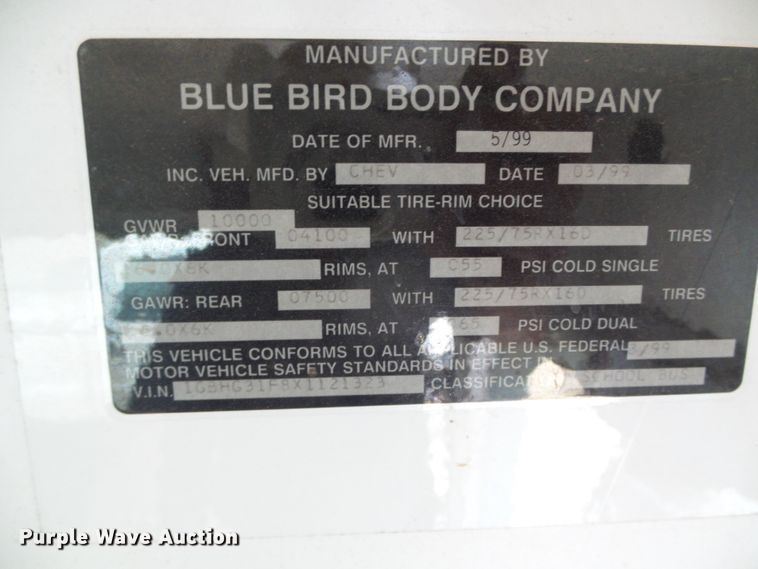 MANUFACTURED BY
BLUE BIRD BODY COMPANY
DATE OF MFR. 5/99
INC. VEH. MFD. BY CHEV DATE 03/99
SUITABLE TIRE-RIM CHOICE
GVWR 10000
GAWR: FRONT 04100 WITH 225/75RX16D TIRES
RIMS, AT 055 PSI COLD SINGLE
GAWR: REAR 07500 WITH 225/75RX16D TIRES
RIMS, AT 65 PSI COLD DUAL
THIS VEHICLE CONFORMS TO ALL APPLICABLE U.S. FEDERAL
MOTOR VEHICLE SAFETY STANDARDS IN EFFECT IN 5/99
V.I.N. 1GBHG31F8X1121323 CLASSIFICATION SCHOOL BUS
Purple Wave Auction